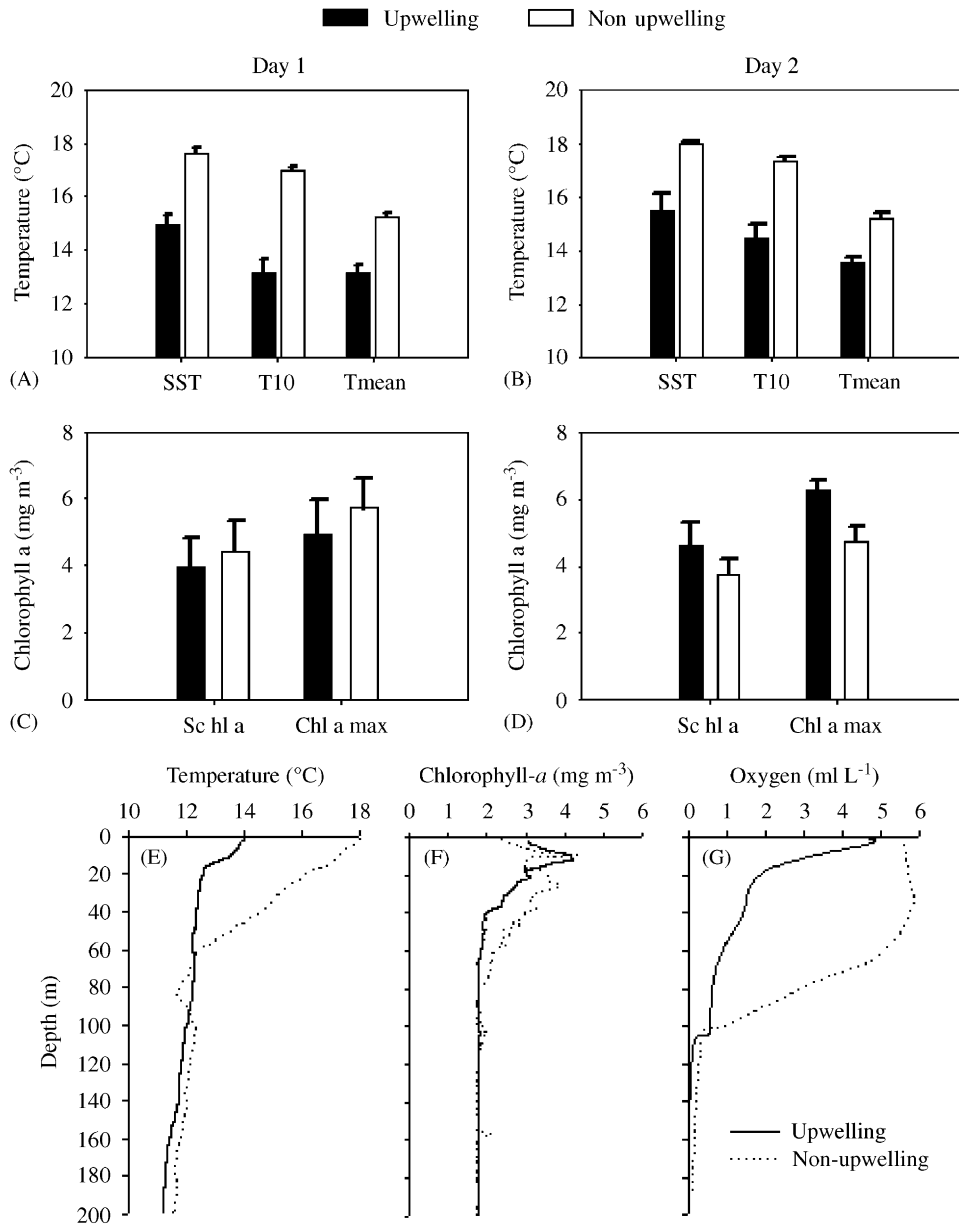 Upwelling Non upwelling
Day 1
20
18
16
14
12
10
Temperature (°C)
SST T10 Tmean
(A)
Day 2
20
18
16
14
12
10
Temperature (°C)
SST T10 Tmean
(B)
8
6
4
2
0
Chlorophyll a (mg m⁻³)
Sc hl a Chl a max
(C)
8
6
4
2
0
Chlorophyll a (mg m⁻³)
Sc hl a Chl a max
(D)
Temperature (°C)
10 12 14 16 18
0
20
40
60
80
100
120
140
160
180
200
Depth (m)
(E)
Chlorophyll-a (mg m⁻³)
0 1 2 3 4 5 6
(F)
Oxygen (ml L⁻¹)
0 1 2 3 4 5 6
(G)
Upwelling
Non-upwelling